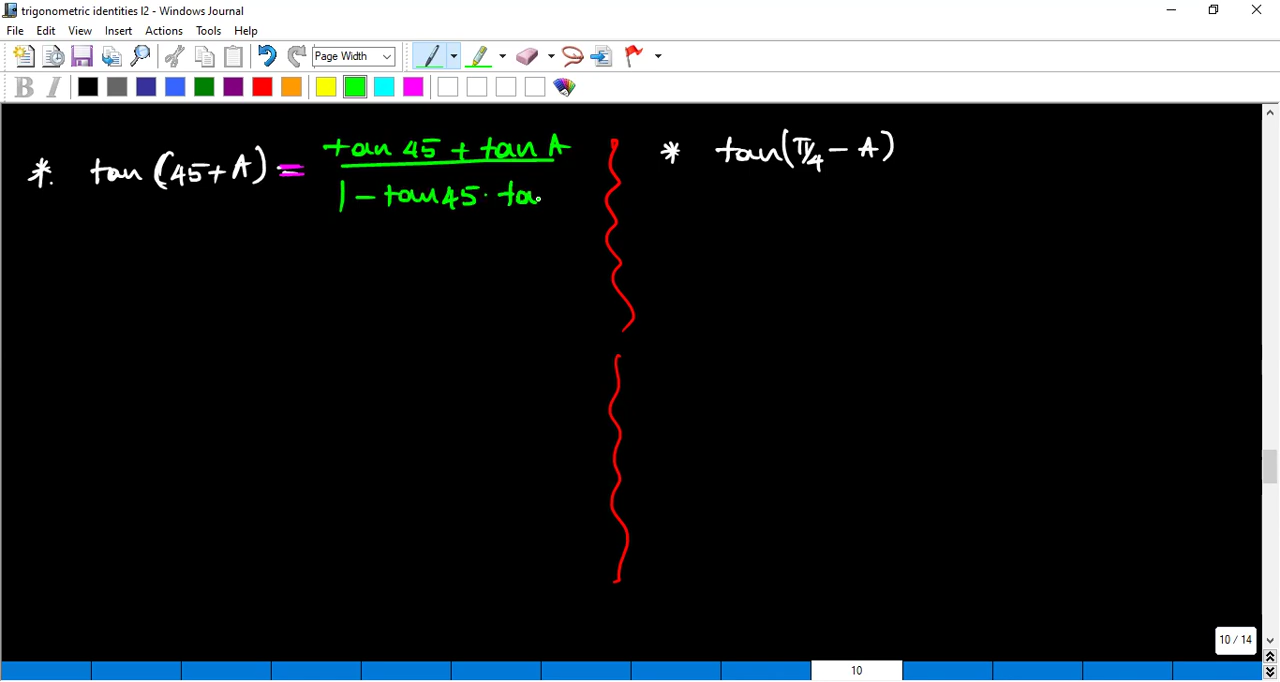 trigonometric identities l2 - Windows Journal
File Edit View Insert Actions Tools Help
Page Width
B I
*. tan (45+A) = tan 45 + tan A
1 - tan 45 · ta
* tan(π/4 - A)
10 / 14
10